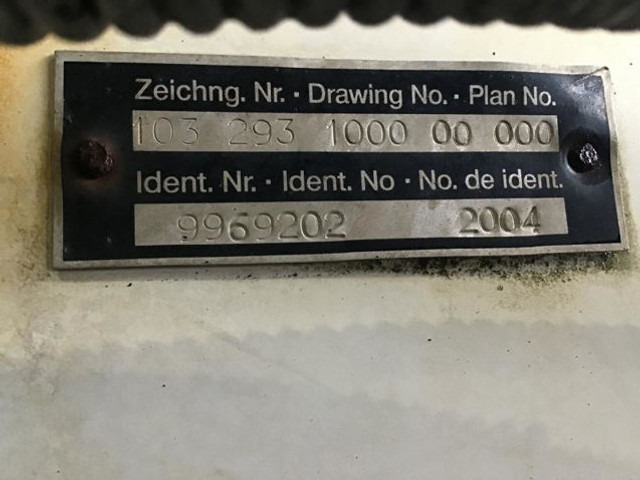 Zeichng. Nr. · Drawing No. · Plan No.
103 293 1000 00 000
Ident. Nr. · Ident. No · No. de ident.
9969202 2004